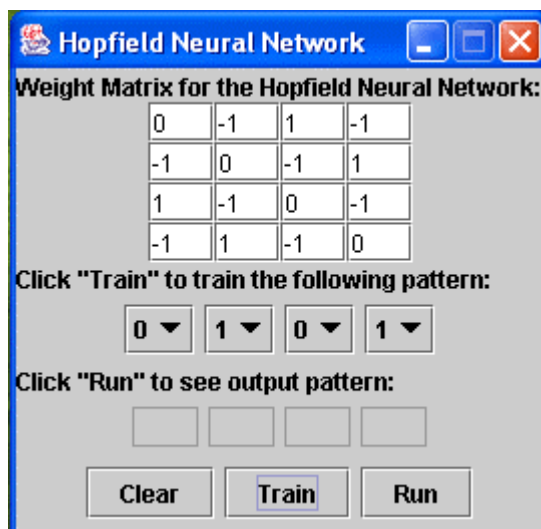 Hopfield Neural Network
Weight Matrix for the Hopfield Neural Network:
0 -1 1 -1
-1 0 -1 1
1 -1 0 -1
-1 1 -1 0
Click "Train" to train the following pattern:
0 1 0 1
Click "Run" to see output pattern:
Clear Train Run